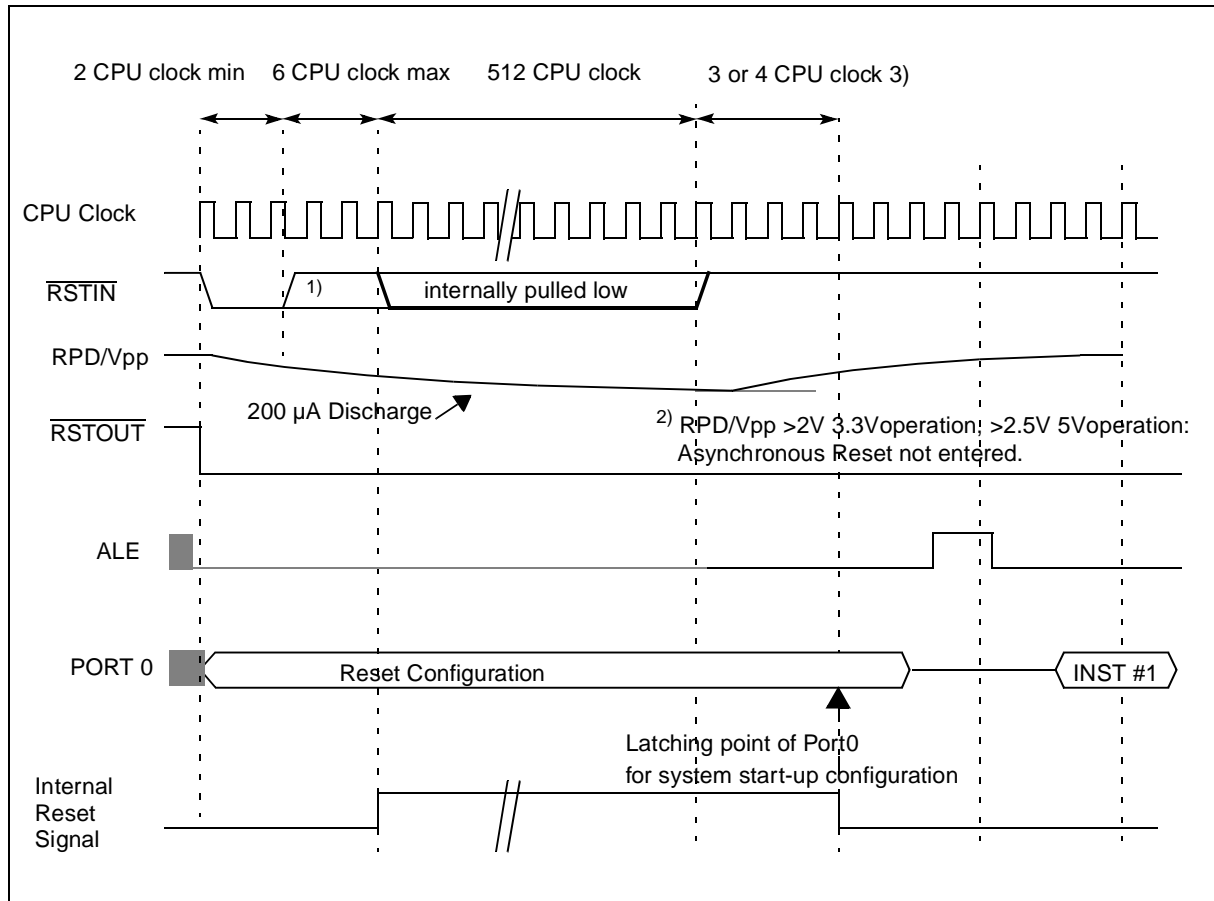 2 CPU clock min 6 CPU clock max 512 CPU clock 3 or 4 CPU clock 3)
CPU Clock
RSTIN
1)
internally pulled low
RPD/Vpp
200 µA Discharge
2) RPD/Vpp >2V 3.3Voperation; >2.5V 5Voperation:
Asynchronous Reset not entered.
RSTOUT
ALE
PORT 0
Reset Configuration
INST #1
Latching point of Port0
for system start-up configuration
Internal
Reset
Signal